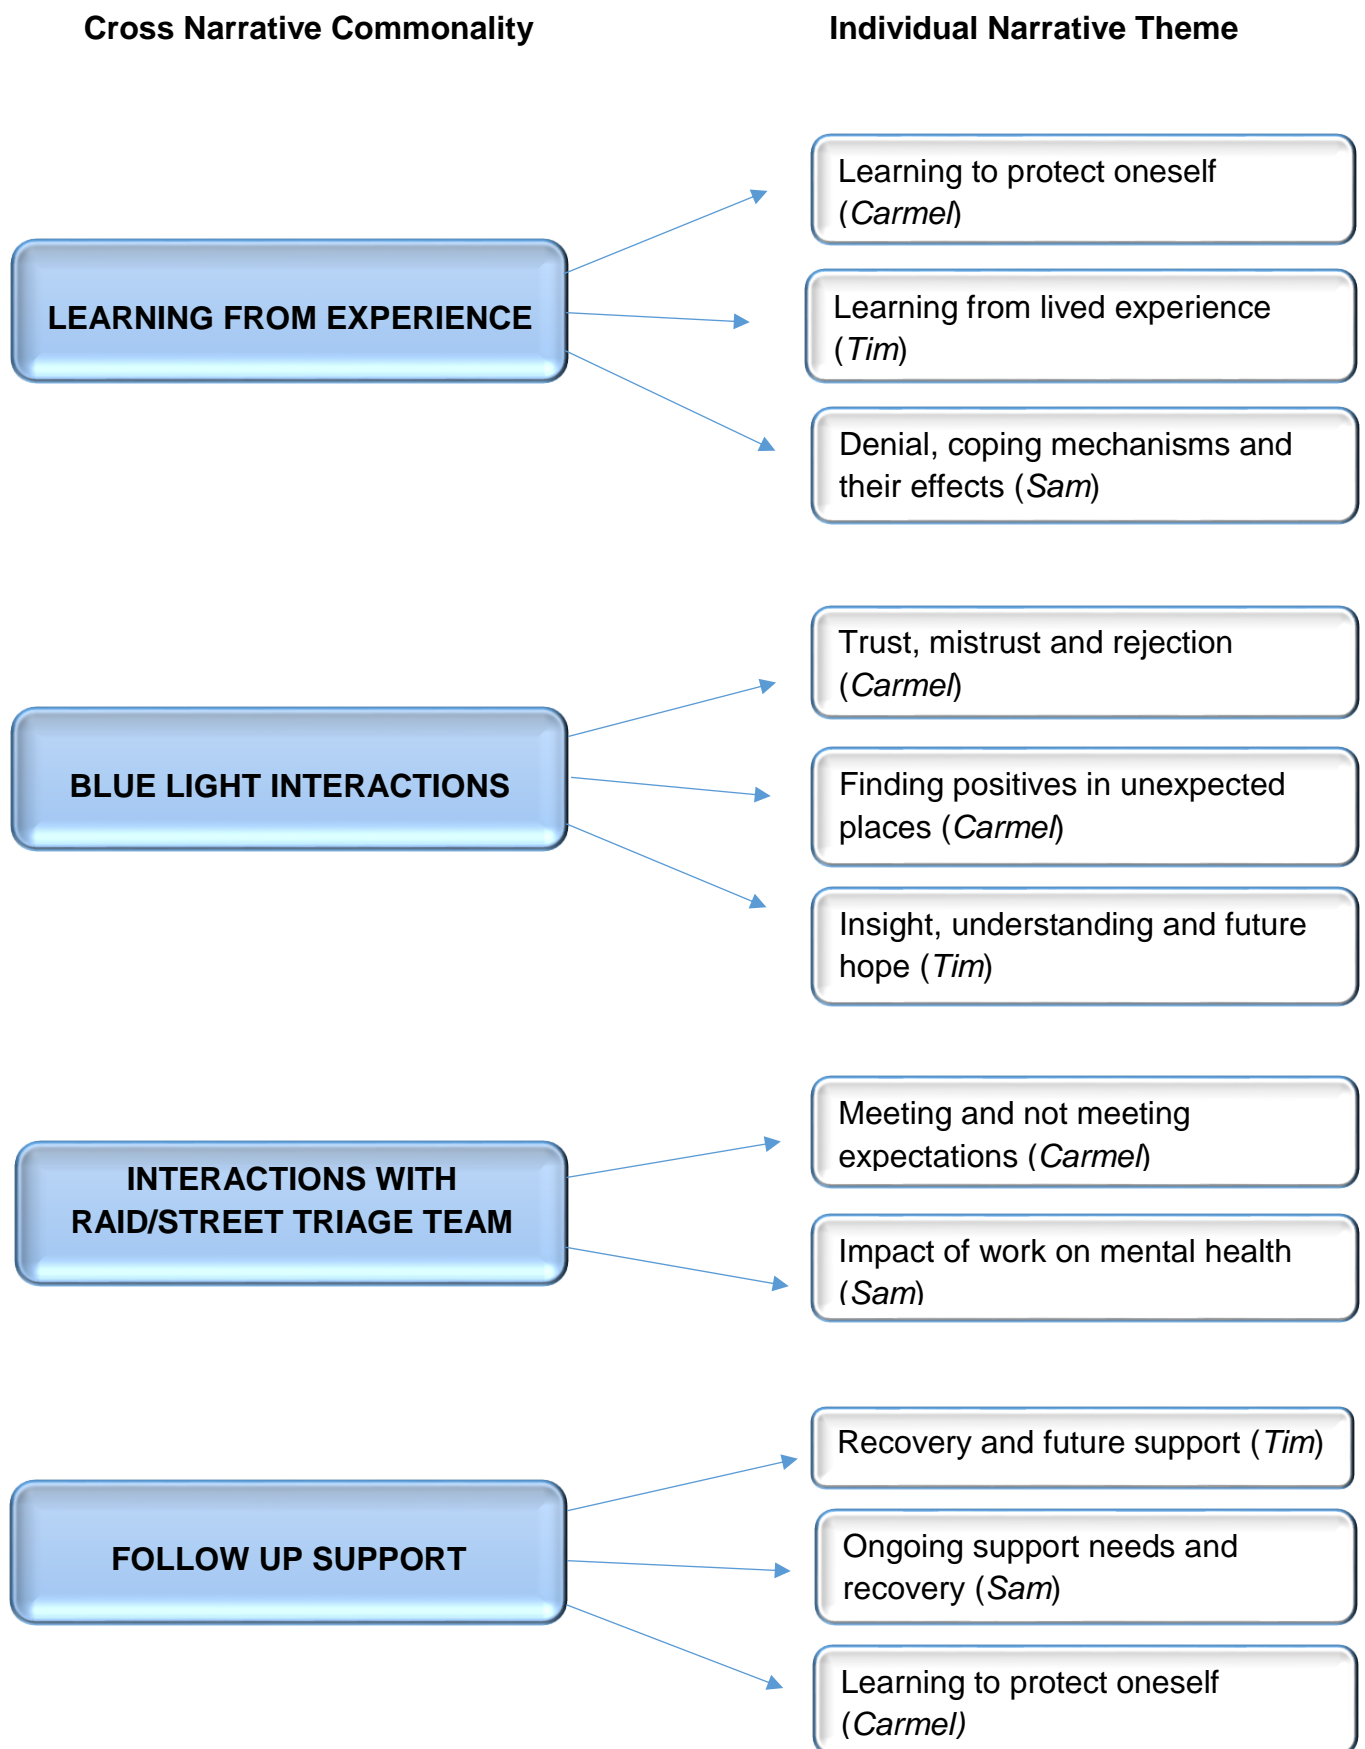 Cross Narrative Commonality
Individual Narrative Theme
LEARNING FROM EXPERIENCE
Learning to protect oneself
(Carmel)
Learning from lived experience
(Tim)
Denial, coping mechanisms and
their effects (Sam)
BLUE LIGHT INTERACTIONS
Trust, mistrust and rejection
(Carmel)
Finding positives in unexpected
places (Carmel)
Insight, understanding and future
hope (Tim)
INTERACTIONS WITH
RAID/STREET TRIAGE TEAM
Meeting and not meeting
expectations (Carmel)
Impact of work on mental health
(Sam)
FOLLOW UP SUPPORT
Recovery and future support (Tim)
Ongoing support needs and
recovery (Sam)
Learning to protect oneself
(Carmel)